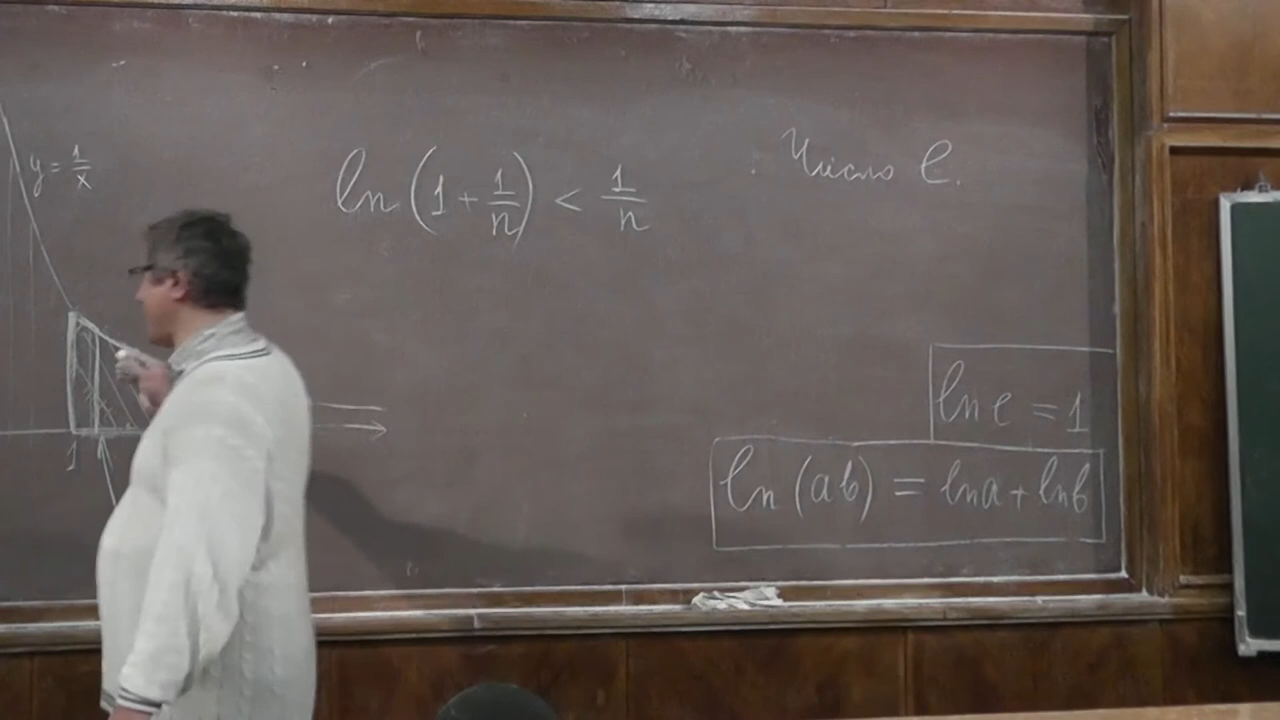 y = 1/x
ln (1 + 1/n) < 1/n
Число e.
1
ln e = 1
ln (ab) = ln a + ln b